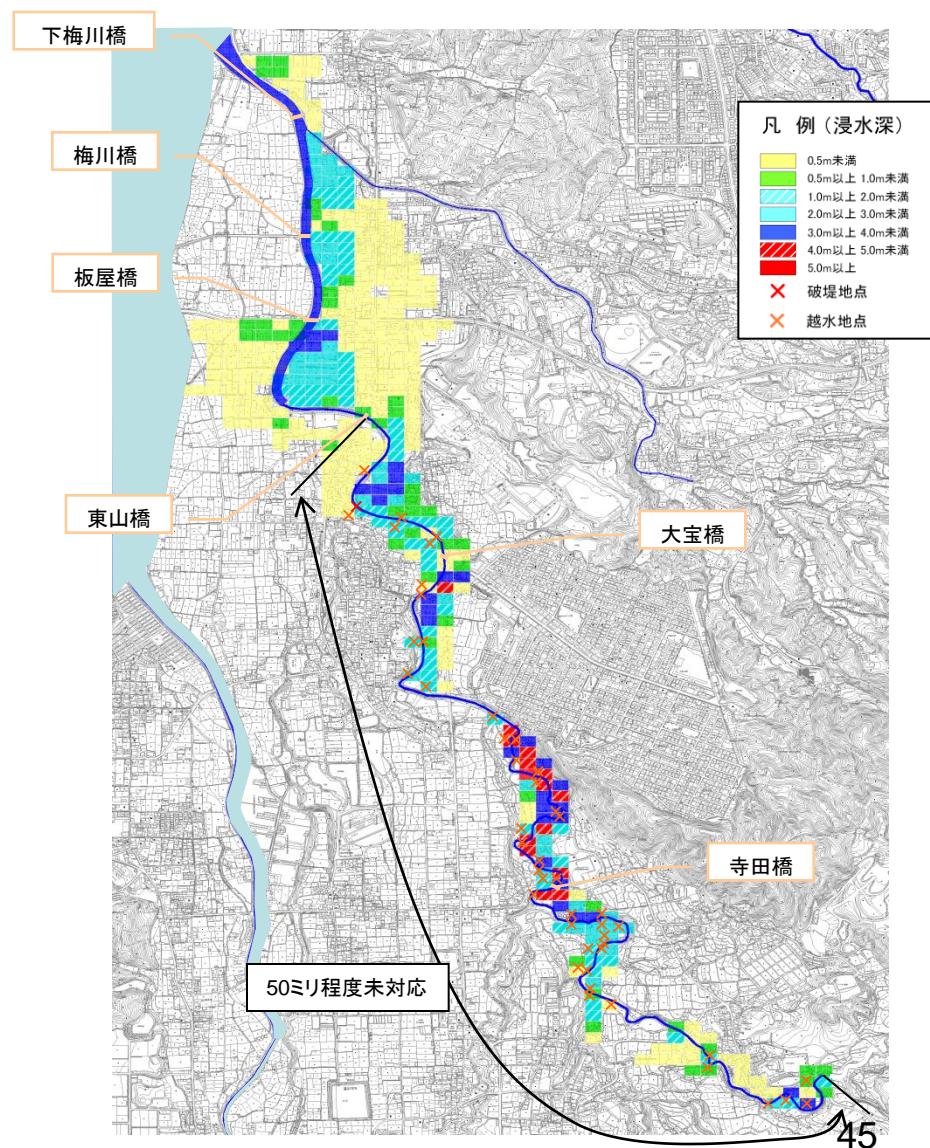 下梅川橋
凡 例 (浸水深)
梅川橋
0.5m未満
0.5m以上 1.0m未満
1.0m以上 2.0m未満
2.0m以上 3.0m未満
3.0m以上 4.0m未満
4.0m以上 5.0m未満
5.0m以上
破堤地点
越水地点
板屋橋
東山橋
大宝橋
寺田橋
50ミリ程度未対応
45